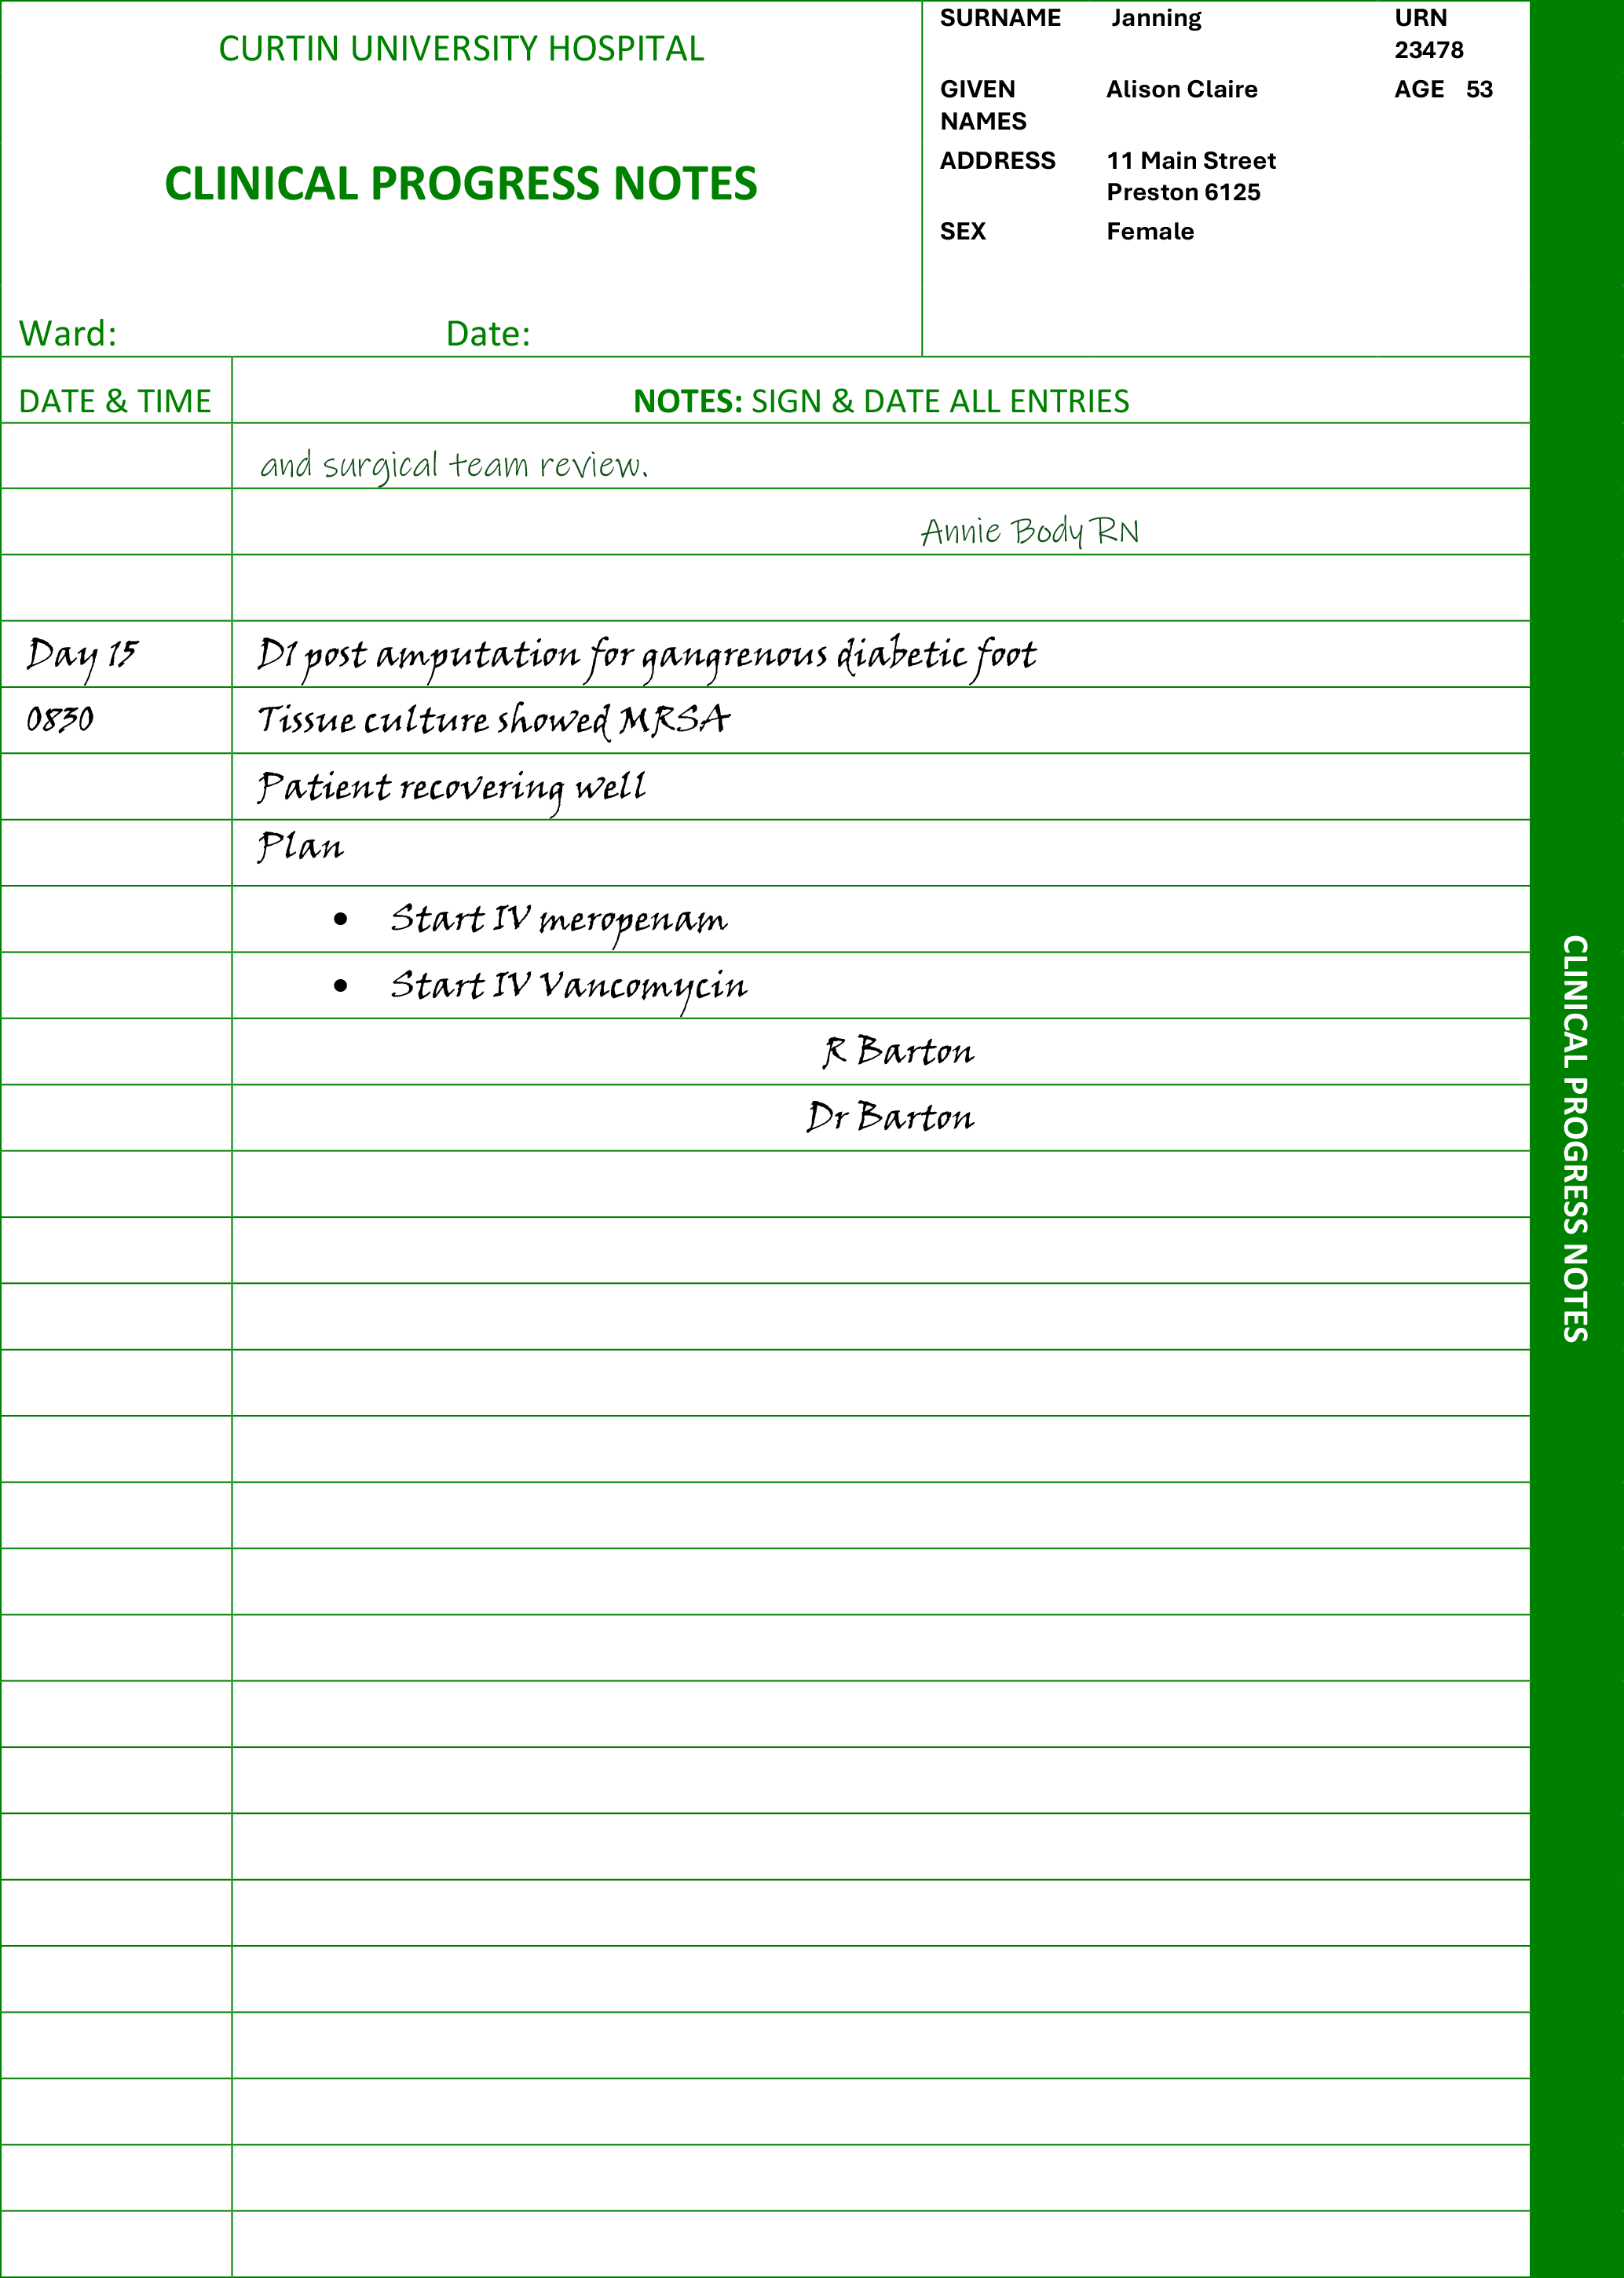 CURTIN UNIVERSITY HOSPITAL
CLINICAL PROGRESS NOTES
Ward: Date:
SURNAME Janning URN
23478
GIVEN Alison Claire AGE 53
NAMES
ADDRESS 11 Main Street
Preston 6125
SEX Female
DATE & TIME NOTES: SIGN & DATE ALL ENTRIES
and surgical team review.
Annie Body RN
Day 15 D1 post amputation for gangrenous diabetic foot
0830 Tissue culture showed MRSA
Patient recovering well
Plan
• Start IV meropenam
• Start IV Vancomycin
R Barton
Dr Barton
CLINICAL PROGRESS NOTES